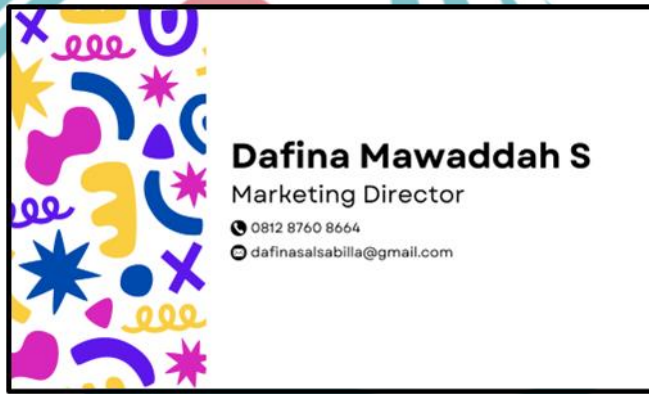 Dafina Mawaddah S
Marketing Director
0812 8760 8664
dafinasalsabilla@gmail.com